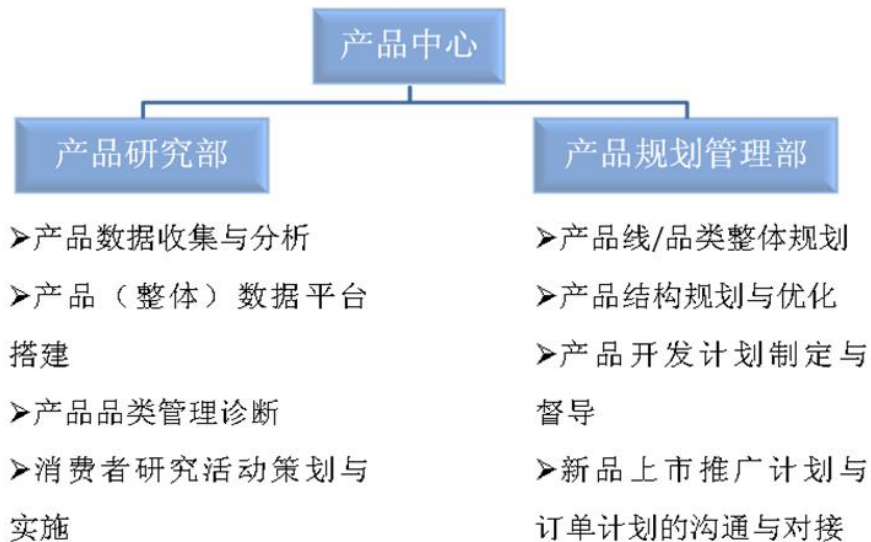 产品中心
产品研究部
➢产品数据收集与分析
➢产品（整体）数据平台
搭建
➢产品品类管理诊断
➢消费者研究活动策划与
实施
产品规划管理部
➢产品线/品类整体规划
➢产品结构规划与优化
➢产品开发计划制定与
督导
➢新品上市推广计划与
订单计划的沟通与对接